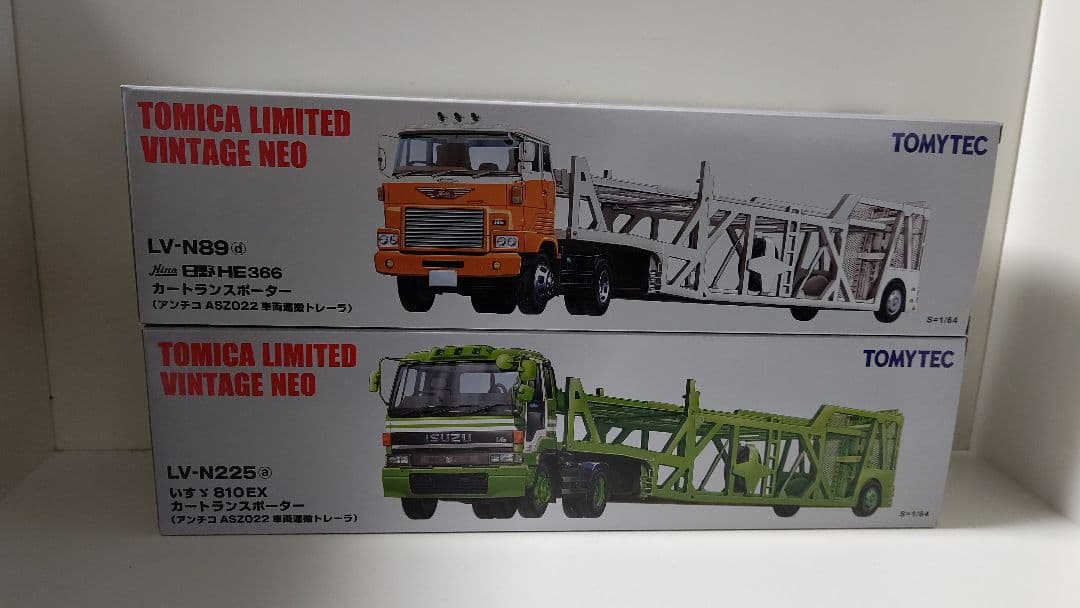 TOMICA LIMITED
VINTAGE NEO
TOMYTEC
LV-N89ⓓ
Hino 日野HE366
カートランスポーター
(アンチコ ASZ022 車両運搬トレーラ)
S=1/64
TOMICA LIMITED
VINTAGE NEO
TOMYTEC
ISUZU
LV-N225ⓐ
いすゞ810EX
カートランスポーター
(アンチコ ASZ022 車両運搬トレーラ)
S=1/64